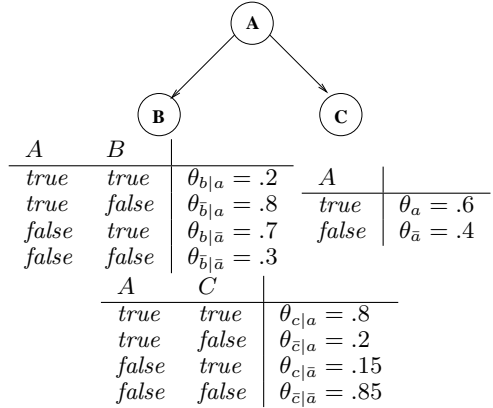 A
B C
A B
true true θ_{b|a} = .2
true false θ_{b̄|a} = .8
false true θ_{b|ā} = .7
false false θ_{b̄|ā} = .3
A
true θ_a = .6
false θ_ā = .4
A C
true true θ_{c|a} = .8
true false θ_{c̄|a} = .2
false true θ_{c|ā} = .15
false false θ_{c̄|ā} = .85